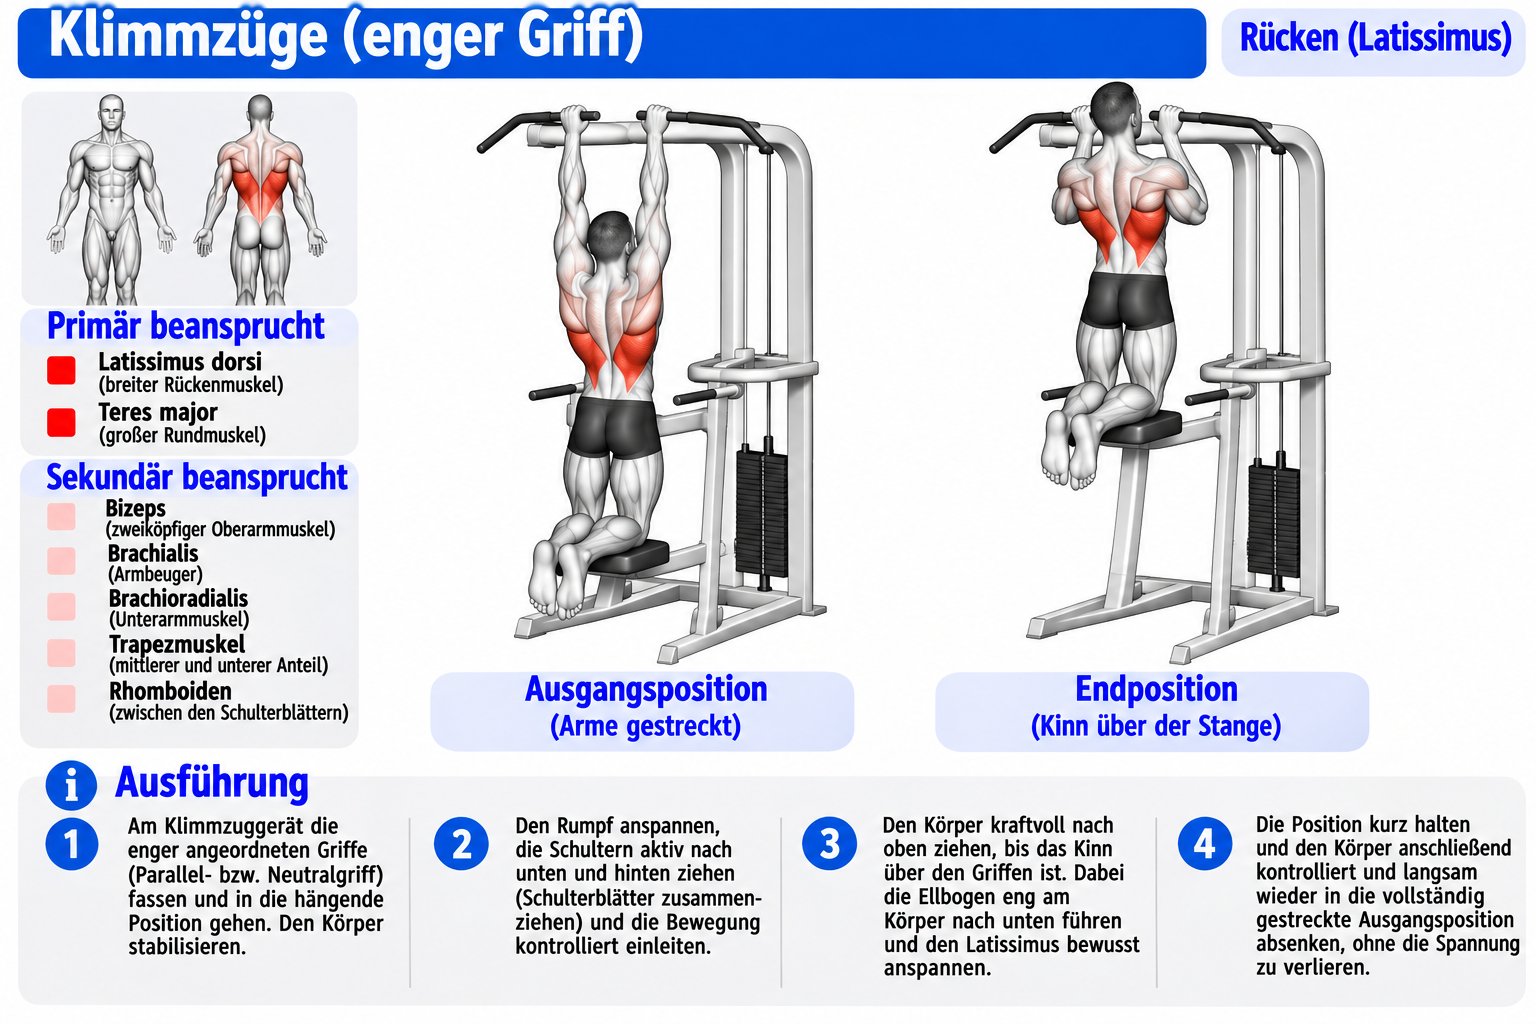 Klimmzüge (enger Griff)
Rücken (Latissimus)
Primär beansprucht
Latissimus dorsi
(breiter Rückenmuskel)
Teres major
(großer Rundmuskel)
Sekundär beansprucht
Bizeps
(zweiköpfiger Oberarmmuskel)
Brachialis
(Armbeuger)
Brachioradialis
(Unterarmmuskel)
Trapezmuskel
(mittlerer und unterer Anteil)
Rhomboiden
(zwischen den Schulterblättern)
Ausgangsposition
(Arme gestreckt)
Endposition
(Kinn über der Stange)
i Ausführung
1
Am Klimmzuggerät die
enger angeordneten Griffe
(Parallel- bzw. Neutralgriff)
fassen und in die hängende
Position gehen. Den Körper
stabilisieren.
2
Den Rumpf anspannen,
die Schultern aktiv nach
unten und hinten ziehen
(Schulterblätter zusammen-
ziehen) und die Bewegung
kontrolliert einleiten.
3
Den Körper kraftvoll nach
oben ziehen, bis das Kinn
über den Griffen ist. Dabei
die Ellbogen eng am
Körper nach unten führen
und den Latissimus bewusst
anspannen.
4
Die Position kurz halten
und den Körper anschließend
kontrolliert und langsam
wieder in die vollständig
gestreckte Ausgangsposition
absenken, ohne die Spannung
zu verlieren.